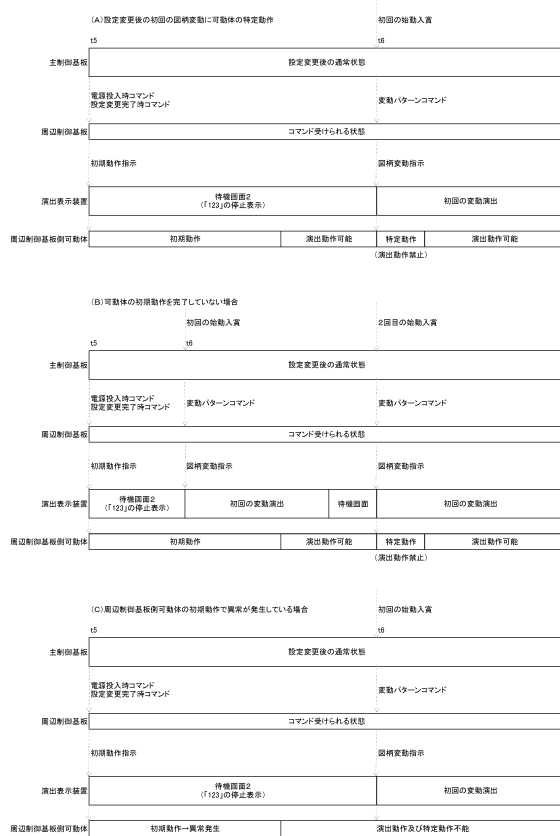 (A)設定変更後の初回の図柄変動に可動体の特定動作
初回の始動入賞
t5
t6
主制御基板
設定変更後の通常状態
電源投入時コマンド
設定変更完了時コマンド
変動パターンコマンド
周辺制御基板
コマンド受けられる状態
初期動作指示
図柄変動指示
演出表示装置
待機画面2
(「123」の停止表示)
初回の変動演出
周辺制御基板側可動体
初期動作
演出動作可能
特定動作
演出動作可能
(演出動作禁止)
(B)可動体の初期動作を完了していない場合
初回の始動入賞
2回目の始動入賞
t5
t6
主制御基板
設定変更後の通常状態
電源投入時コマンド
設定変更完了時コマンド
変動パターンコマンド
変動パターンコマンド
周辺制御基板
コマンド受けられる状態
初期動作指示
図柄変動指示
図柄変動指示
演出表示装置
待機画面2
(「123」の停止表示)
初回の変動演出
待機画面
初回の変動演出
周辺制御基板側可動体
初期動作
演出動作可能
特定動作
演出動作可能
(演出動作禁止)
(C)周辺制御基板側可動体の初期動作で異常が発生している場合
初回の始動入賞
t5
t6
主制御基板
設定変更後の通常状態
電源投入時コマンド
設定変更完了時コマンド
変動パターンコマンド
周辺制御基板
コマンド受けられる状態
初期動作指示
図柄変動指示
演出表示装置
待機画面2
(「123」の停止表示)
初回の変動演出
周辺制御基板側可動体
初期動作→異常発生
演出動作及び特定動作不能